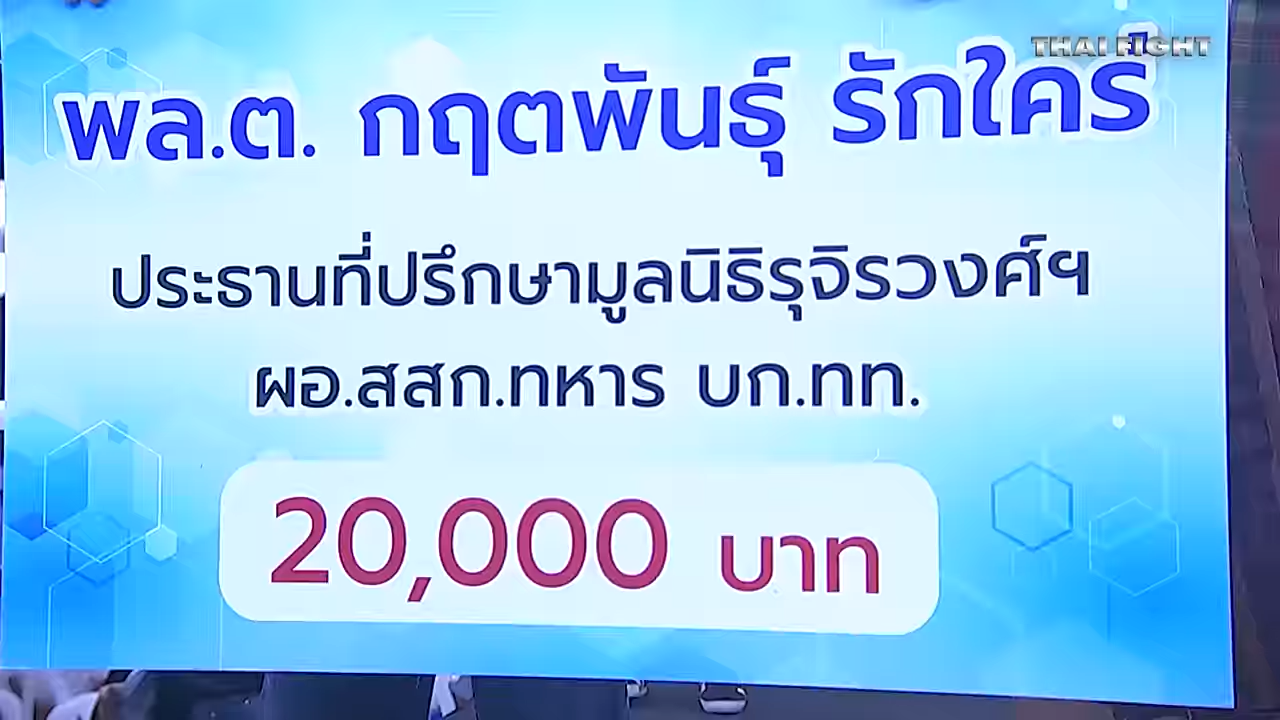 THAI FIGHT
พล.ต. กฤตพันธุ์ รักใคร่
ประธานที่ปรึกษามูลนิธิรุจิรวงศ์ฯ
ผอ.สสก.ทหาร บก.ทท.
20,000 บาท